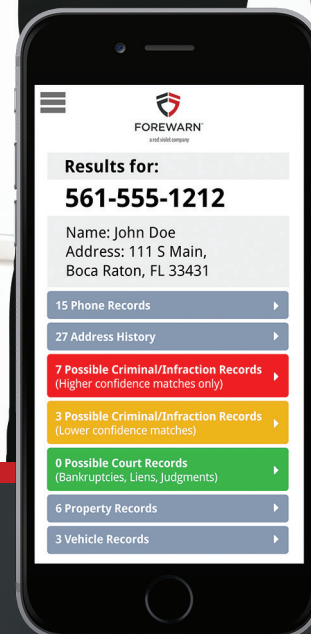 FOREWARN
a red violet company
Results for:
561-555-1212
Name: John Doe
Address: 111 S Main,
Boca Raton, FL 33431
15 Phone Records
27 Address History
7 Possible Criminal/Infraction Records
(Higher confidence matches only)
3 Possible Criminal/Infraction Records
(Lower confidence matches)
0 Possible Court Records
(Bankruptcies, Liens, Judgments)
6 Property Records
3 Vehicle Records